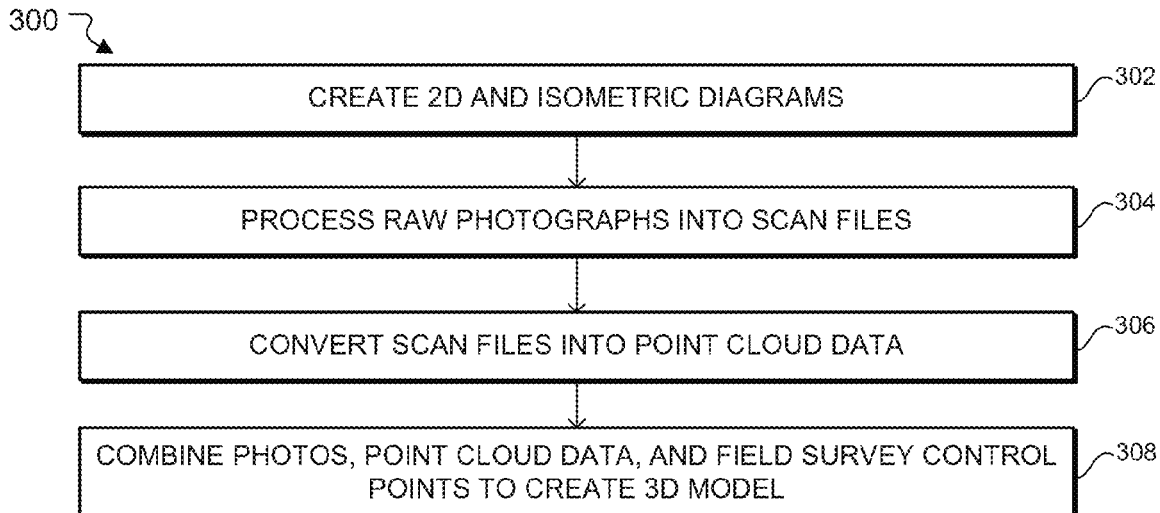 300
CREATE 2D AND ISOMETRIC DIAGRAMS
302
PROCESS RAW PHOTOGRAPHS INTO SCAN FILES
304
CONVERT SCAN FILES INTO POINT CLOUD DATA
306
COMBINE PHOTOS, POINT CLOUD DATA, AND FIELD SURVEY CONTROL
POINTS TO CREATE 3D MODEL
308